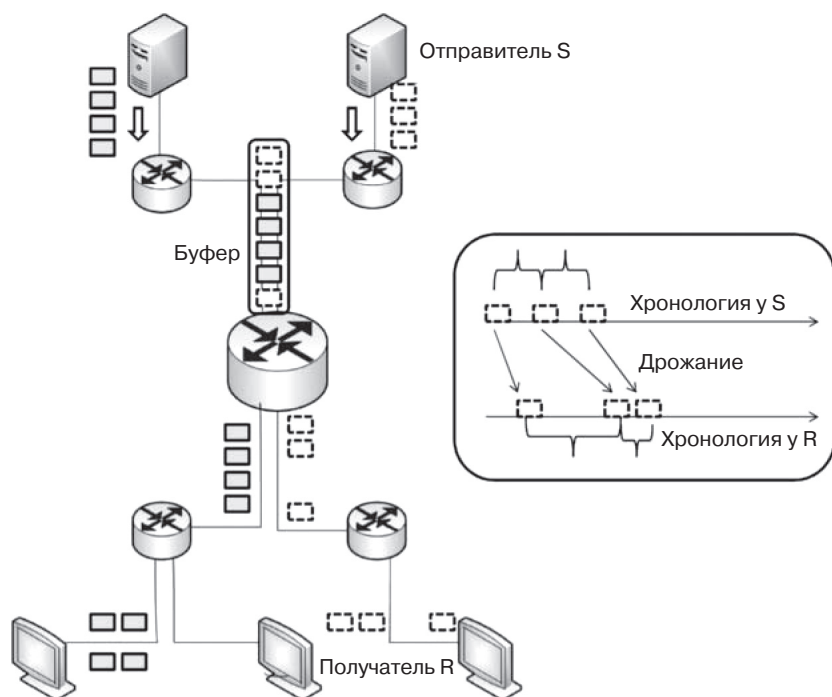 Отправитель S
Буфер
Хронология у S
Дрожание
Хронология у R
Получатель R